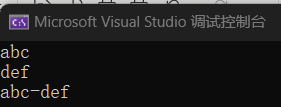 Microsoft Visual Studio 调试控制台
abc
def
abc-def